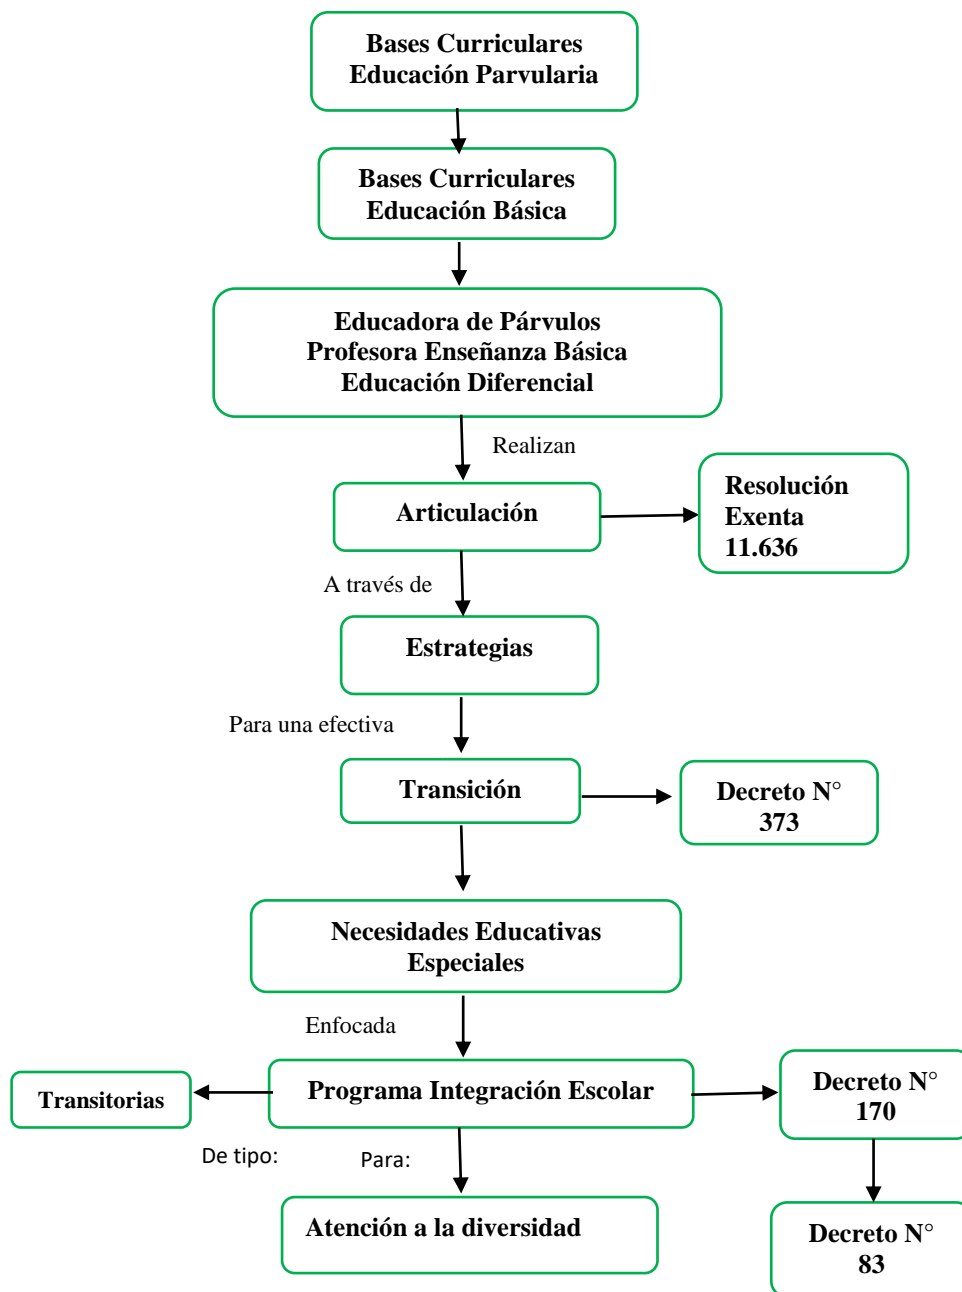 Bases Curriculares
Educación Parvularia
Bases Curriculares
Educación Básica
Educadora de Párvulos
Profesora Enseñanza Básica
Educación Diferencial
Realizan
Articulación
Resolución
Exenta
11.636
A través de
Estrategias
Para una efectiva
Transición
Decreto N°
373
Necesidades Educativas
Especiales
Enfocada
Transitorias
Programa Integración Escolar
Decreto N°
170
De tipo:
Para:
Atención a la diversidad
Decreto N°
83